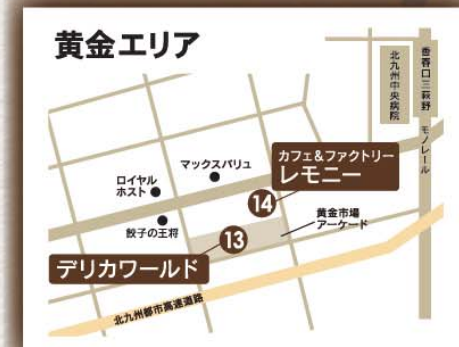 黄金エリア
北九州中央病院
香春口三萩野
モノレール
カフェ&ファクトリー
レモニー
マックスバリュ
ロイヤル
ホスト
14
黄金市場
アーケード
餃子の王将
13
デリカワールド
北九州都市高速道路